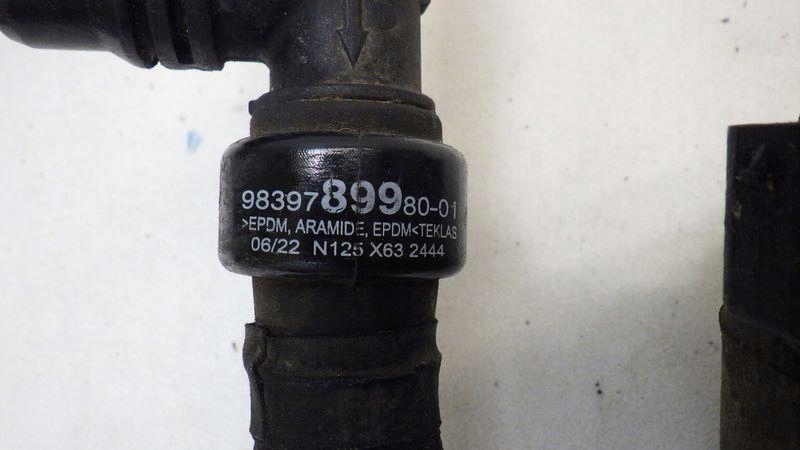 9839789980-01
>EPDM, ARAMIDE, EPDM<TEKLAS
06/22 N125 X63 2444